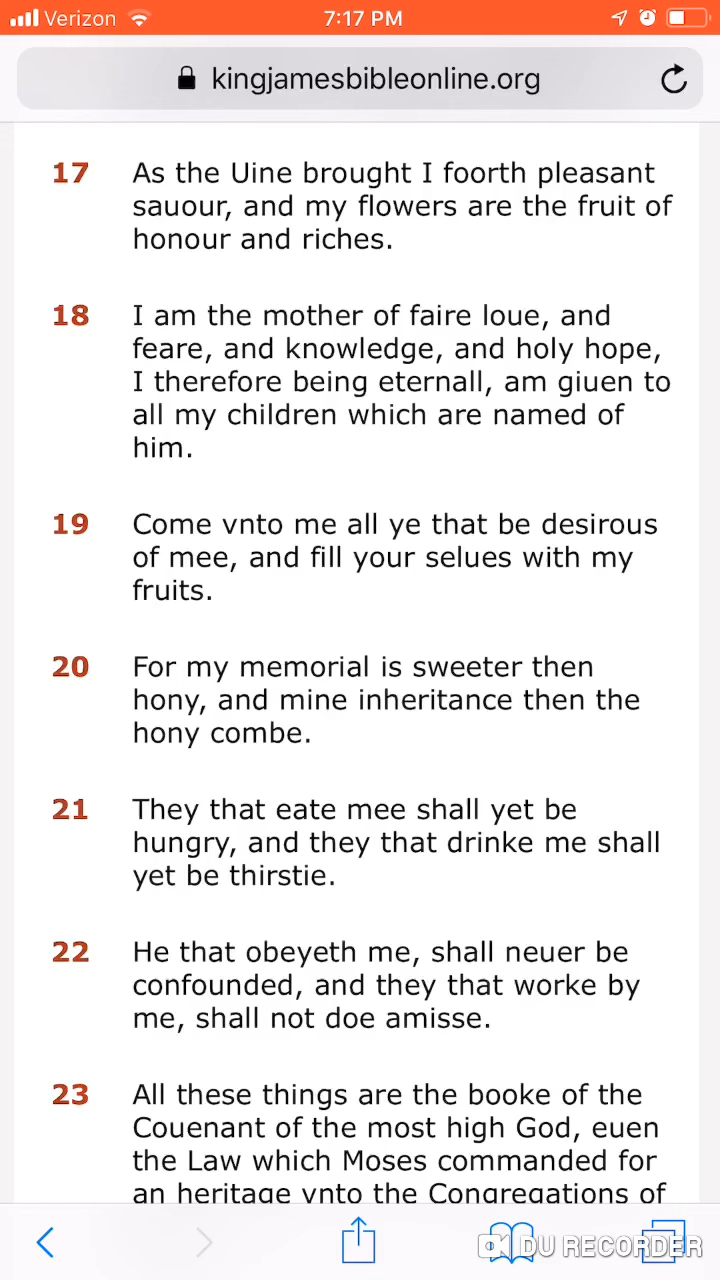 Verizon 7:17 PM
kingjamesbibleonline.org
17 As the Uine brought I foorth pleasant
sauour, and my flowers are the fruit of
honour and riches.
18 I am the mother of faire loue, and
feare, and knowledge, and holy hope,
I therefore being eternall, am giuen to
all my children which are named of
him.
19 Come vnto me all ye that be desirous
of mee, and fill your selues with my
fruits.
20 For my memorial is sweeter then
hony, and mine inheritance then the
hony combe.
21 They that eate mee shall yet be
hungry, and they that drinke me shall
yet be thirstie.
22 He that obeyeth me, shall neuer be
confounded, and they that worke by
me, shall not doe amisse.
23 All these things are the booke of the
Couenant of the most high God, euen
the Law which Moses commanded for
an heritage vnto the Congregations of
DU RECORDER